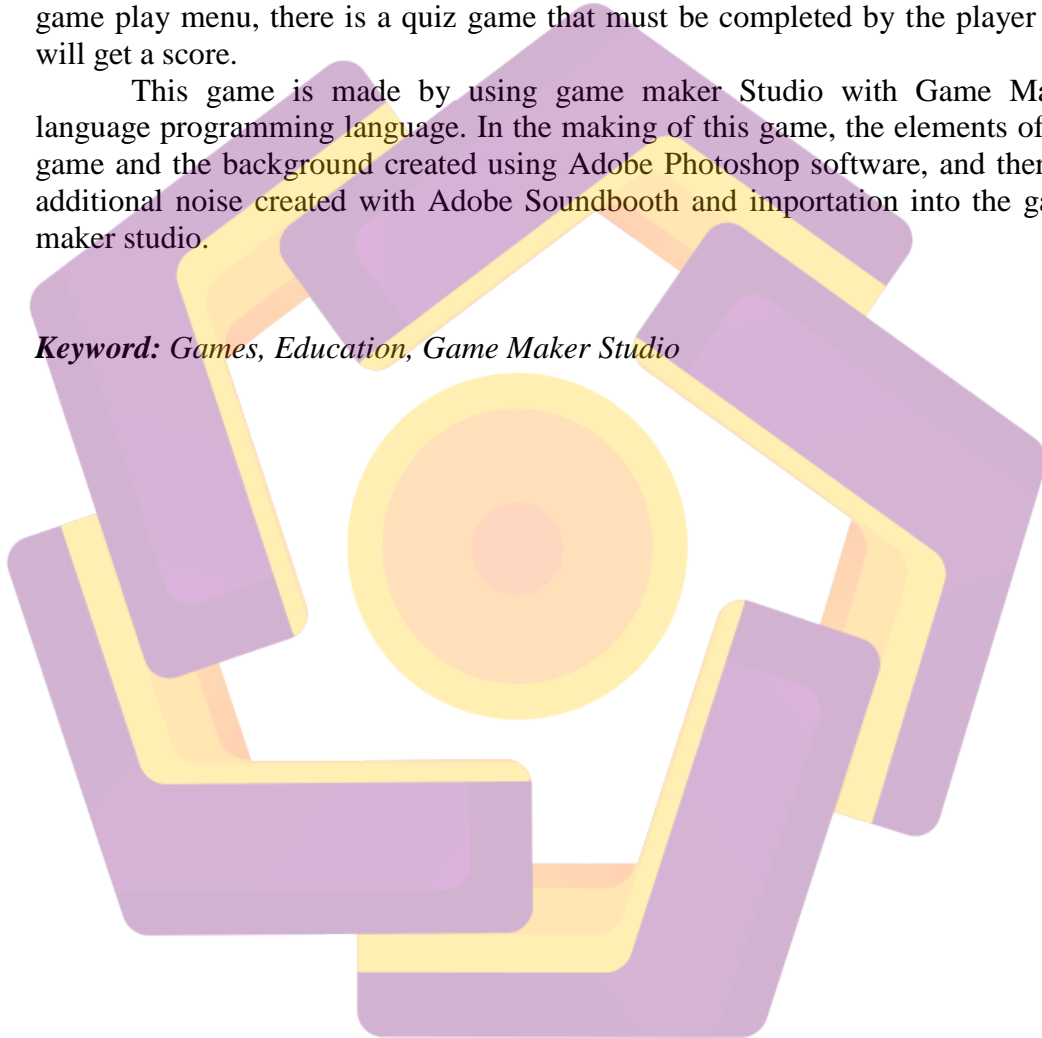 game play menu, there is a quiz game that must be completed by the player
will get a score.
This game is made by using game maker Studio with Game Ma
language programming language. In the making of this game, the elements of
game and the background created using Adobe Photoshop software, and then
additional noise created with Adobe Soundbooth and importation into the ga
maker studio.
Keyword: Games, Education, Game Maker Studio